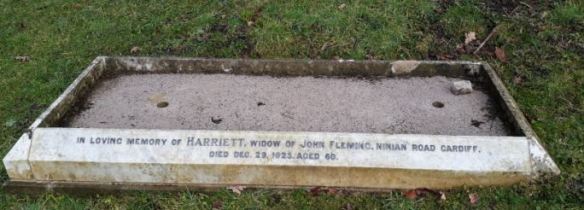 IN LOVING MEMORY OF HARRIETT, WIDOW OF JOHN FLEMING, NINIAN ROAD CARDIFF,
DIED DEC. 29, 1923. AGED 60.